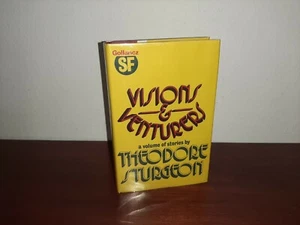 Gollancz
SF
VISIONS
&
VENTURERS
a volume of stories by
THEODORE
STURGEON